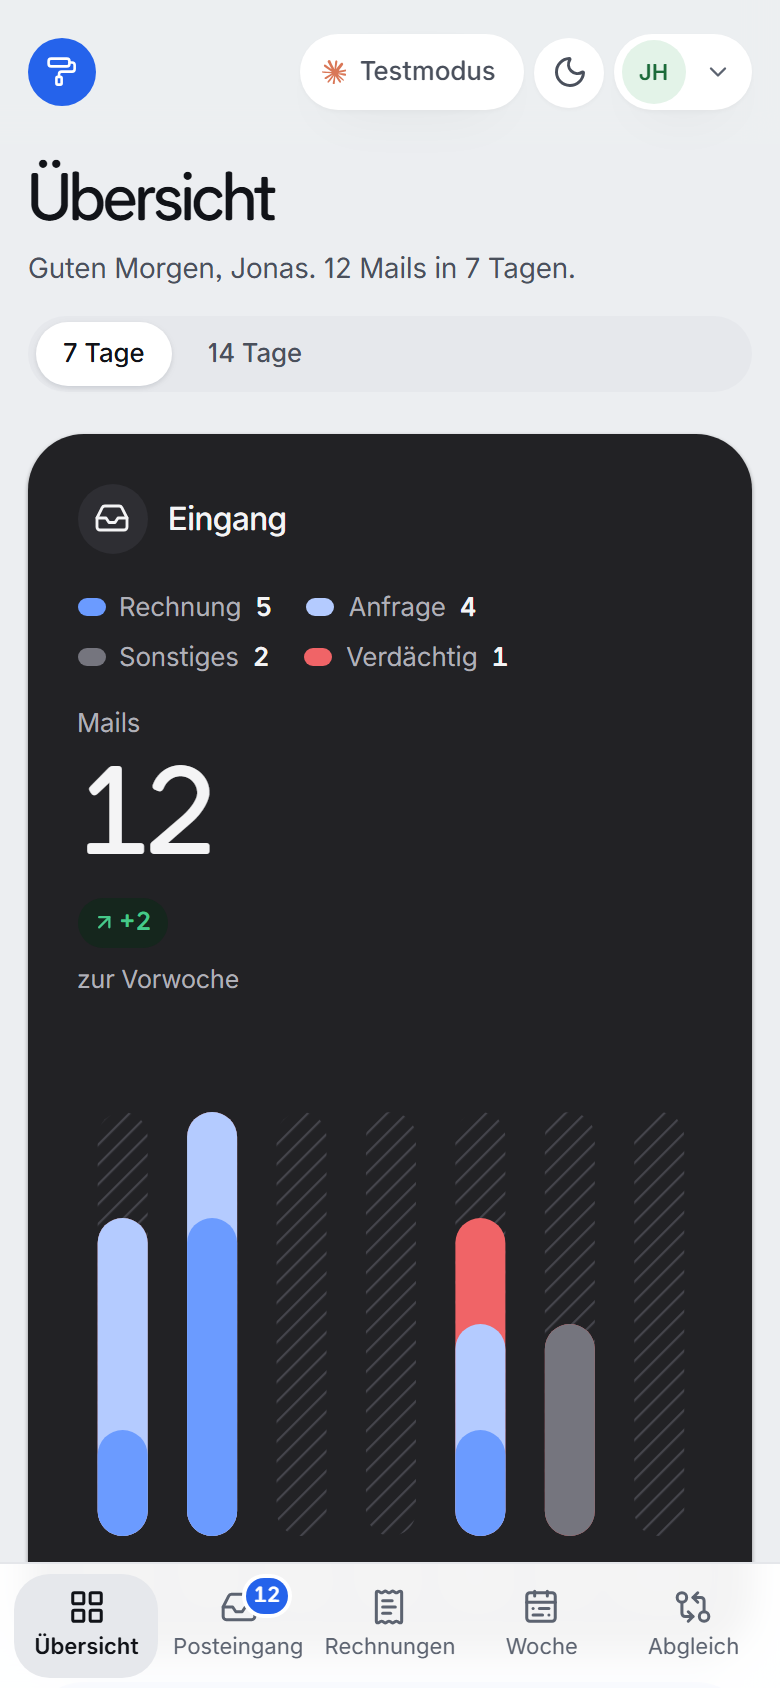 Testmodus
JH
Übersicht
Guten Morgen, Jonas. 12 Mails in 7 Tagen.
7 Tage 14 Tage
Eingang
Rechnung 5 Anfrage 4
Sonstiges 2 Verdächtig 1
Mails
12
+2
zur Vorwoche
12
Übersicht Posteingang Rechnungen Woche Abgleich